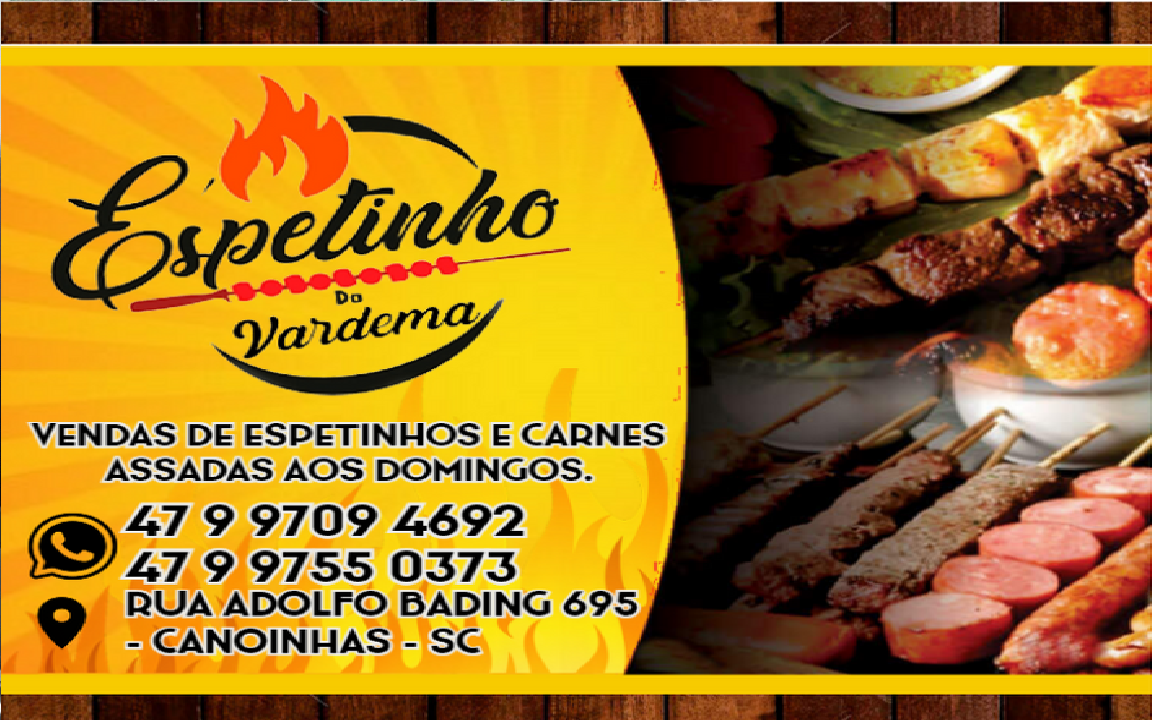 Espetinho
Do
Vardema
VENDAS DE ESPETINHOS E CARNES
ASSADAS AOS DOMINGOS.
47 9 9709 4692
47 9 9755 0373
RUA ADOLFO BADING 695
- CANOINHAS - SC